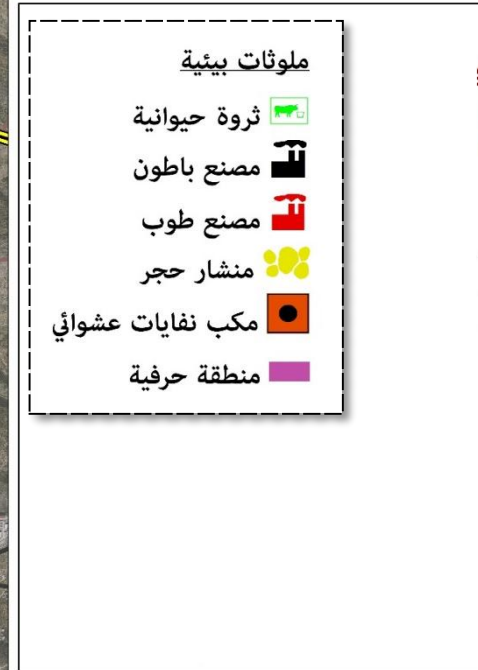 ملوثات بيئية
ثروة حيوانية
مصنع باطون
مصنع طوب
منشار حجر
مكب نفايات عشوائي
منطقة حرفية